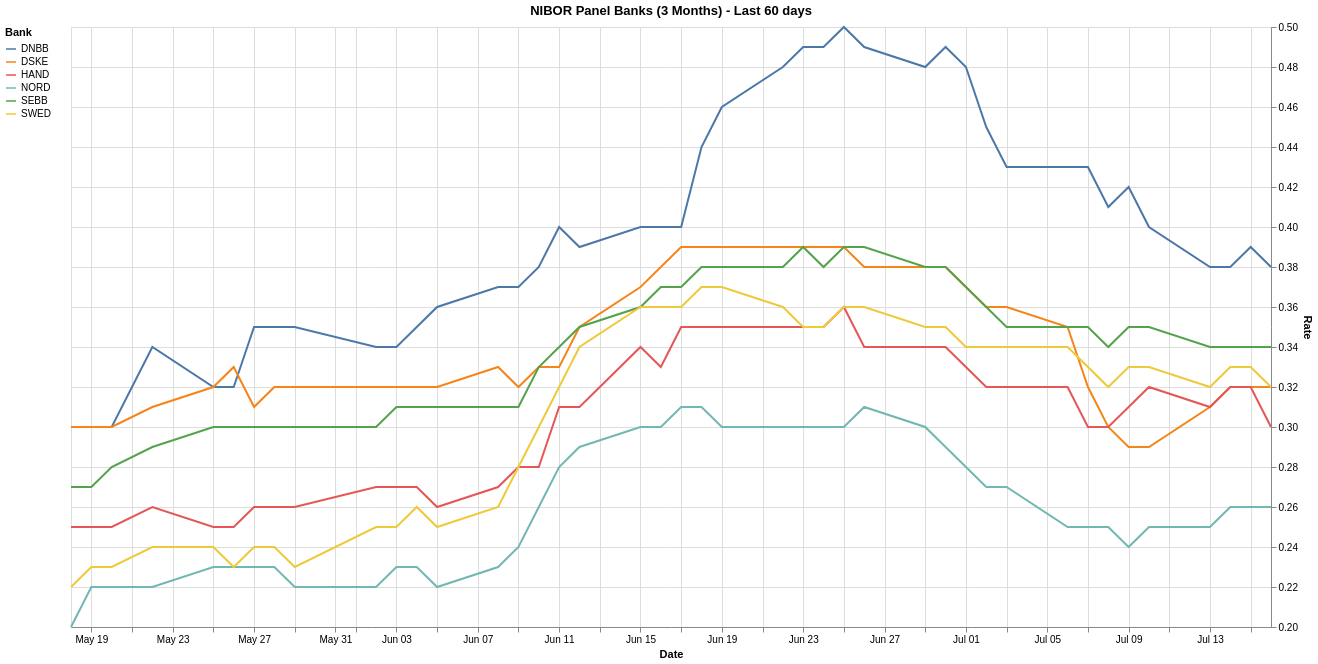 NIBOR Panel Banks (3 Months) - Last 60 days
Bank
DNBB
DSKE
HAND
NORD
SEBB
SWED
0.50
0.48
0.46
0.44
0.42
0.40
0.38
0.36
0.34
0.32
0.30
0.28
0.26
0.24
0.22
0.20
Rate
May 19 May 23 May 27 May 31 Jun 03 Jun 07 Jun 11 Jun 15 Jun 19 Jun 23 Jun 27 Jul 01 Jul 05 Jul 09 Jul 13
Date